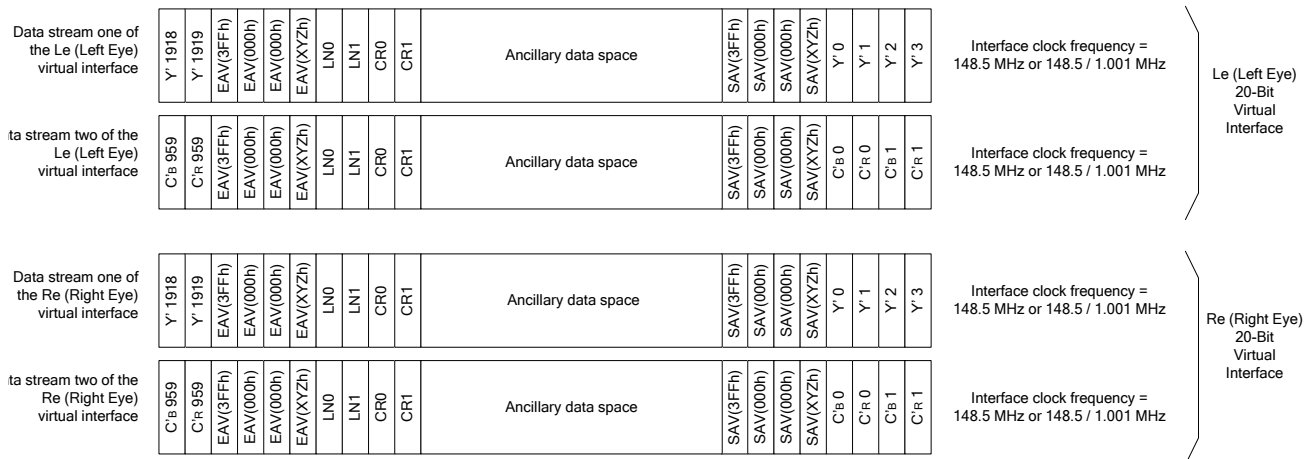 Data stream one of
the Le (Left Eye)
virtual interface
Y' 1918 Y' 1919 EAV(3FFh) EAV(000h) EAV(000h) EAV(XYZh) LN0 LN1 CR0 CR1 Ancillary data space SAV(3FFh) SAV(000h) SAV(000h) SAV(XYZh) Y' 0 Y' 1 Y' 2 Y' 3
Interface clock frequency =
148.5 MHz or 148.5 / 1.001 MHz
ta stream two of the
Le (Left Eye)
virtual interface
C'B 959 C'R 959 EAV(3FFh) EAV(000h) EAV(000h) EAV(XYZh) LN0 LN1 CR0 CR1 Ancillary data space SAV(3FFh) SAV(000h) SAV(000h) SAV(XYZh) C'B 0 C'R 0 C'B 1 C'R 1
Interface clock frequency =
148.5 MHz or 148.5 / 1.001 MHz
Le (Left Eye)
20-Bit
Virtual
Interface
Data stream one of
the Re (Right Eye)
virtual interface
Y' 1918 Y' 1919 EAV(3FFh) EAV(000h) EAV(000h) EAV(XYZh) LN0 LN1 CR0 CR1 Ancillary data space SAV(3FFh) SAV(000h) SAV(000h) SAV(XYZh) Y' 0 Y' 1 Y' 2 Y' 3
Interface clock frequency =
148.5 MHz or 148.5 / 1.001 MHz
ta stream two of the
Re (Right Eye)
virtual interface
C'B 959 C'R 959 EAV(3FFh) EAV(000h) EAV(000h) EAV(XYZh) LN0 LN1 CR0 CR1 Ancillary data space SAV(3FFh) SAV(000h) SAV(000h) SAV(XYZh) C'B 0 C'R 0 C'B 1 C'R 1
Interface clock frequency =
148.5 MHz or 148.5 / 1.001 MHz
Re (Right Eye)
20-Bit
Virtual
Interface